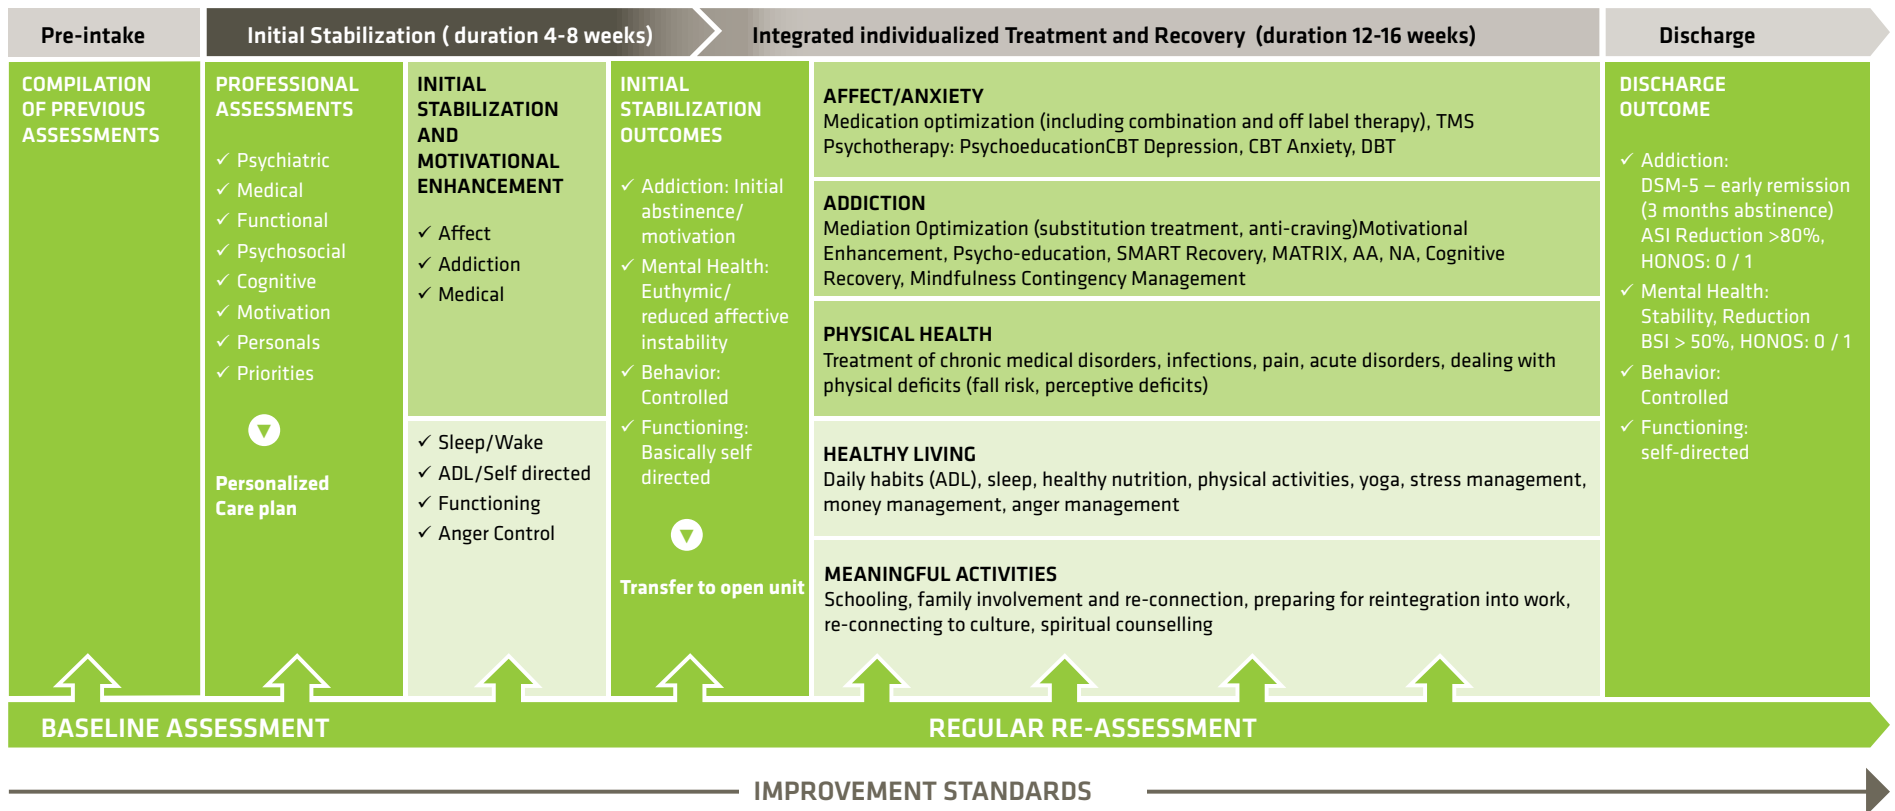 Pre-intake
Initial Stabilization ( duration 4-8 weeks)
Integrated individualized Treatment and Recovery (duration 12-16 weeks)
Discharge
COMPILATION
OF PREVIOUS
ASSESSMENTS
PROFESSIONAL
ASSESSMENTS
✓ Psychiatric
✓ Medical
✓ Functional
✓ Psychosocial
✓ Cognitive
✓ Motivation
✓ Personals
✓ Priorities
Personalized
Care plan
INITIAL
STABILIZATION
AND
MOTIVATIONAL
ENHANCEMENT
✓ Affect
✓ Addiction
✓ Medical
✓ Sleep/Wake
✓ ADL/Self directed
✓ Functioning
✓ Anger Control
INITIAL
STABILIZATION
OUTCOMES
✓ Addiction: Initial
abstinence/
motivation
✓ Mental Health:
Euthymic/
reduced affective
instability
✓ Behavior:
Controlled
✓ Functioning:
Basically self
directed
Transfer to open unit
AFFECT/ANXIETY
Medication optimization (including combination and off label therapy), TMS
Psychotherapy: PsychoeducationCBT Depression, CBT Anxiety, DBT
ADDICTION
Mediation Optimization (substitution treatment, anti-craving)Motivational
Enhancement, Psycho-education, SMART Recovery, MATRIX, AA, NA, Cognitive
Recovery, Mindfulness Contingency Management
PHYSICAL HEALTH
Treatment of chronic medical disorders, infections, pain, acute disorders, dealing with
physical deficits (fall risk, perceptive deficits)
HEALTHY LIVING
Daily habits (ADL), sleep, healthy nutrition, physical activities, yoga, stress management,
money management, anger management
MEANINGFUL ACTIVITIES
Schooling, family involvement and re-connection, preparing for reintegration into work,
re-connecting to culture, spiritual counselling
DISCHARGE
OUTCOME
✓ Addiction:
DSM-5 – early remission
(3 months abstinence)
ASI Reduction >80%,
HONOS: 0 / 1
✓ Mental Health:
Stability, Reduction
BSI > 50%, HONOS: 0 / 1
✓ Behavior:
Controlled
✓ Functioning:
self-directed
BASELINE ASSESSMENT
REGULAR RE-ASSESSMENT
IMPROVEMENT STANDARDS